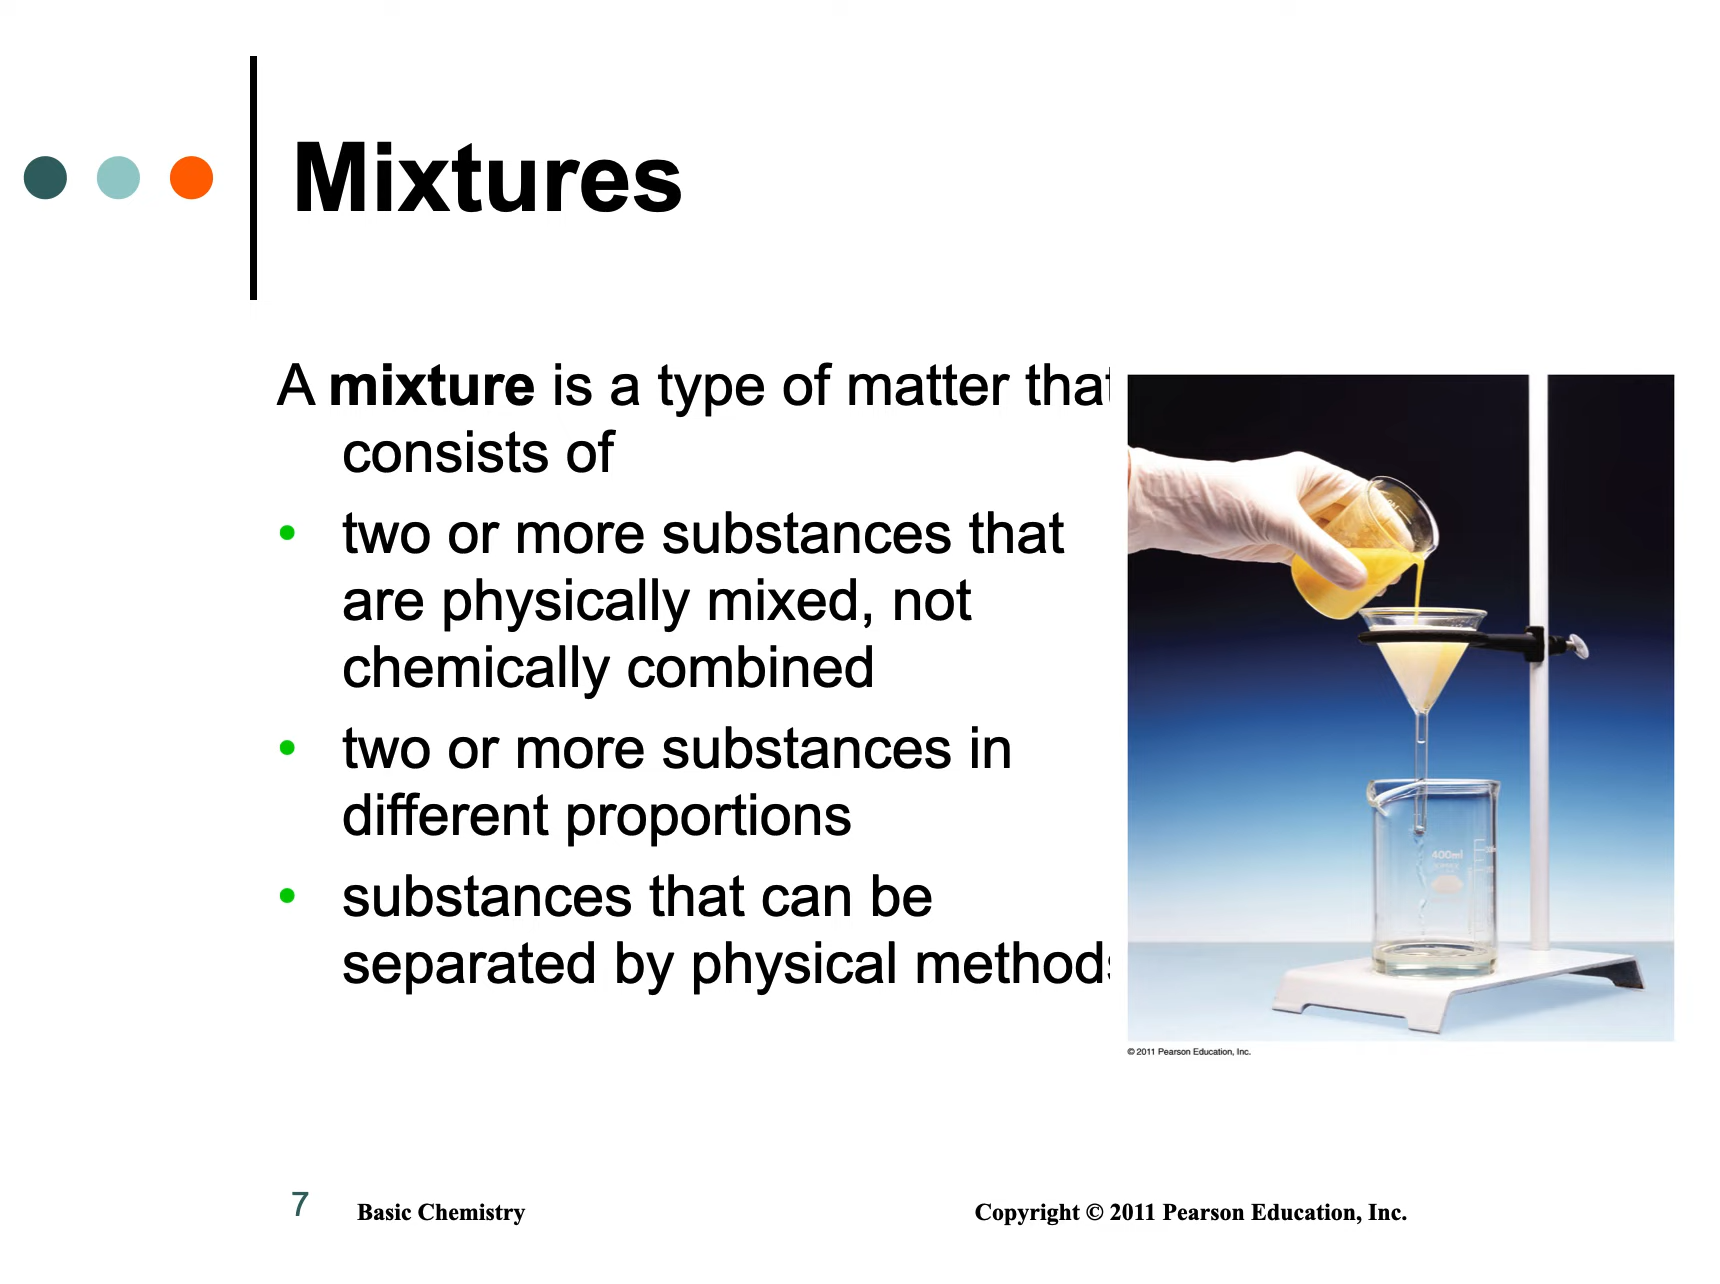 Mixtures
A mixture is a type of matter that
consists of
• two or more substances that
are physically mixed, not
chemically combined
• two or more substances in
different proportions
• substances that can be
separated by physical methods
400ml
© 2011 Pearson Education, Inc.
7 Basic Chemistry Copyright © 2011 Pearson Education, Inc.